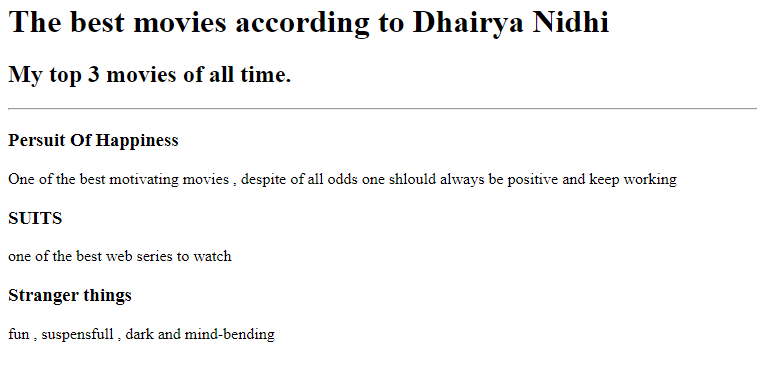 The best movies according to Dhairya Nidhi
My top 3 movies of all time.
Persuit Of Happiness
One of the best motivating movies , despite of all odds one shlould always be positive and keep working
SUITS
one of the best web series to watch
Stranger things
fun , suspensfull , dark and mind-bending